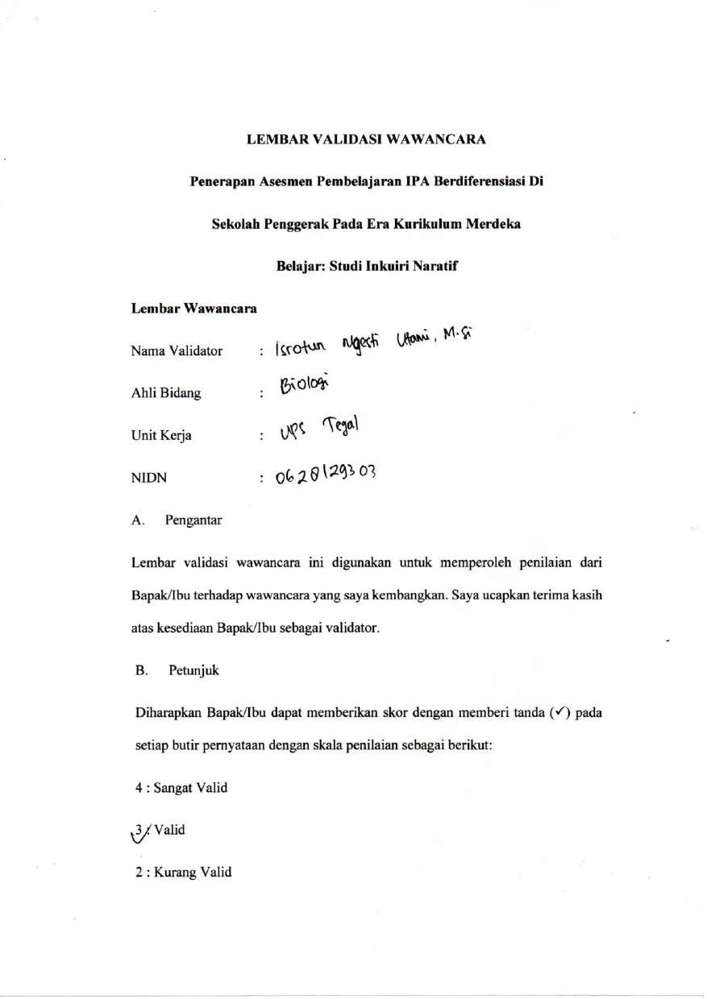 LEMBAR VALIDASI WAWANCARA
Penerapan Asesmen Pembelajaran IPA Berdiferensiasi Di
Sekolah Penggerak Pada Era Kurikulum Merdeka
Belajar: Studi Inkuiri Naratif
Lembar Wawancara
Nama Validator : Isrotun Ngesti Utami, M.Si
Ahli Bidang : Biologi
Unit Kerja : UPS Tegal
NIDN : 0628129303
A. Pengantar
Lembar validasi wawancara ini digunakan untuk memperoleh penilaian dari
Bapak/Ibu terhadap wawancara yang saya kembangkan. Saya ucapkan terima kasih
atas kesediaan Bapak/Ibu sebagai validator.
B. Petunjuk
Diharapkan Bapak/Ibu dapat memberikan skor dengan memberi tanda (✓) pada
setiap butir pernyataan dengan skala penilaian sebagai berikut:
4 : Sangat Valid
3 : Valid
2 : Kurang Valid